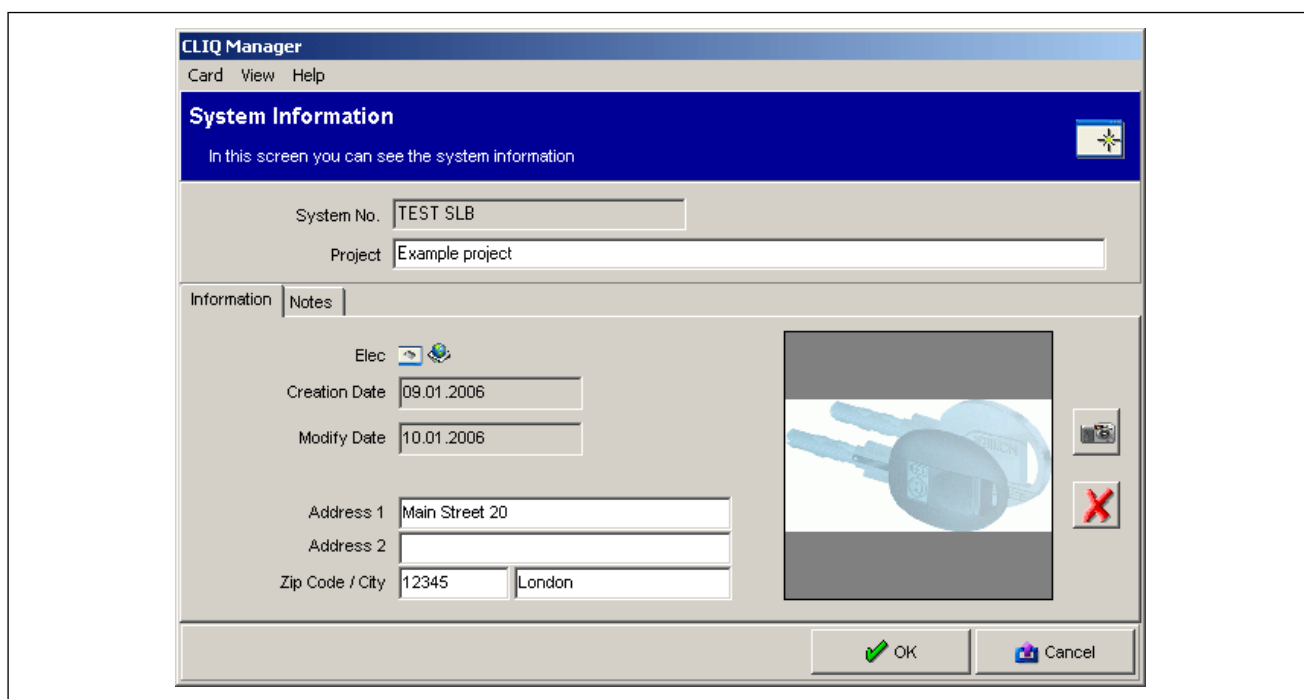 CLIQ Manager
Card View Help
System Information
In this screen you can see the system information
System No. TEST SLB
Project Example project
Information Notes
Elec
Creation Date 09.01.2006
Modify Date 10.01.2006
Address 1 Main Street 20
Address 2
Zip Code / City 12345 London
OK Cancel